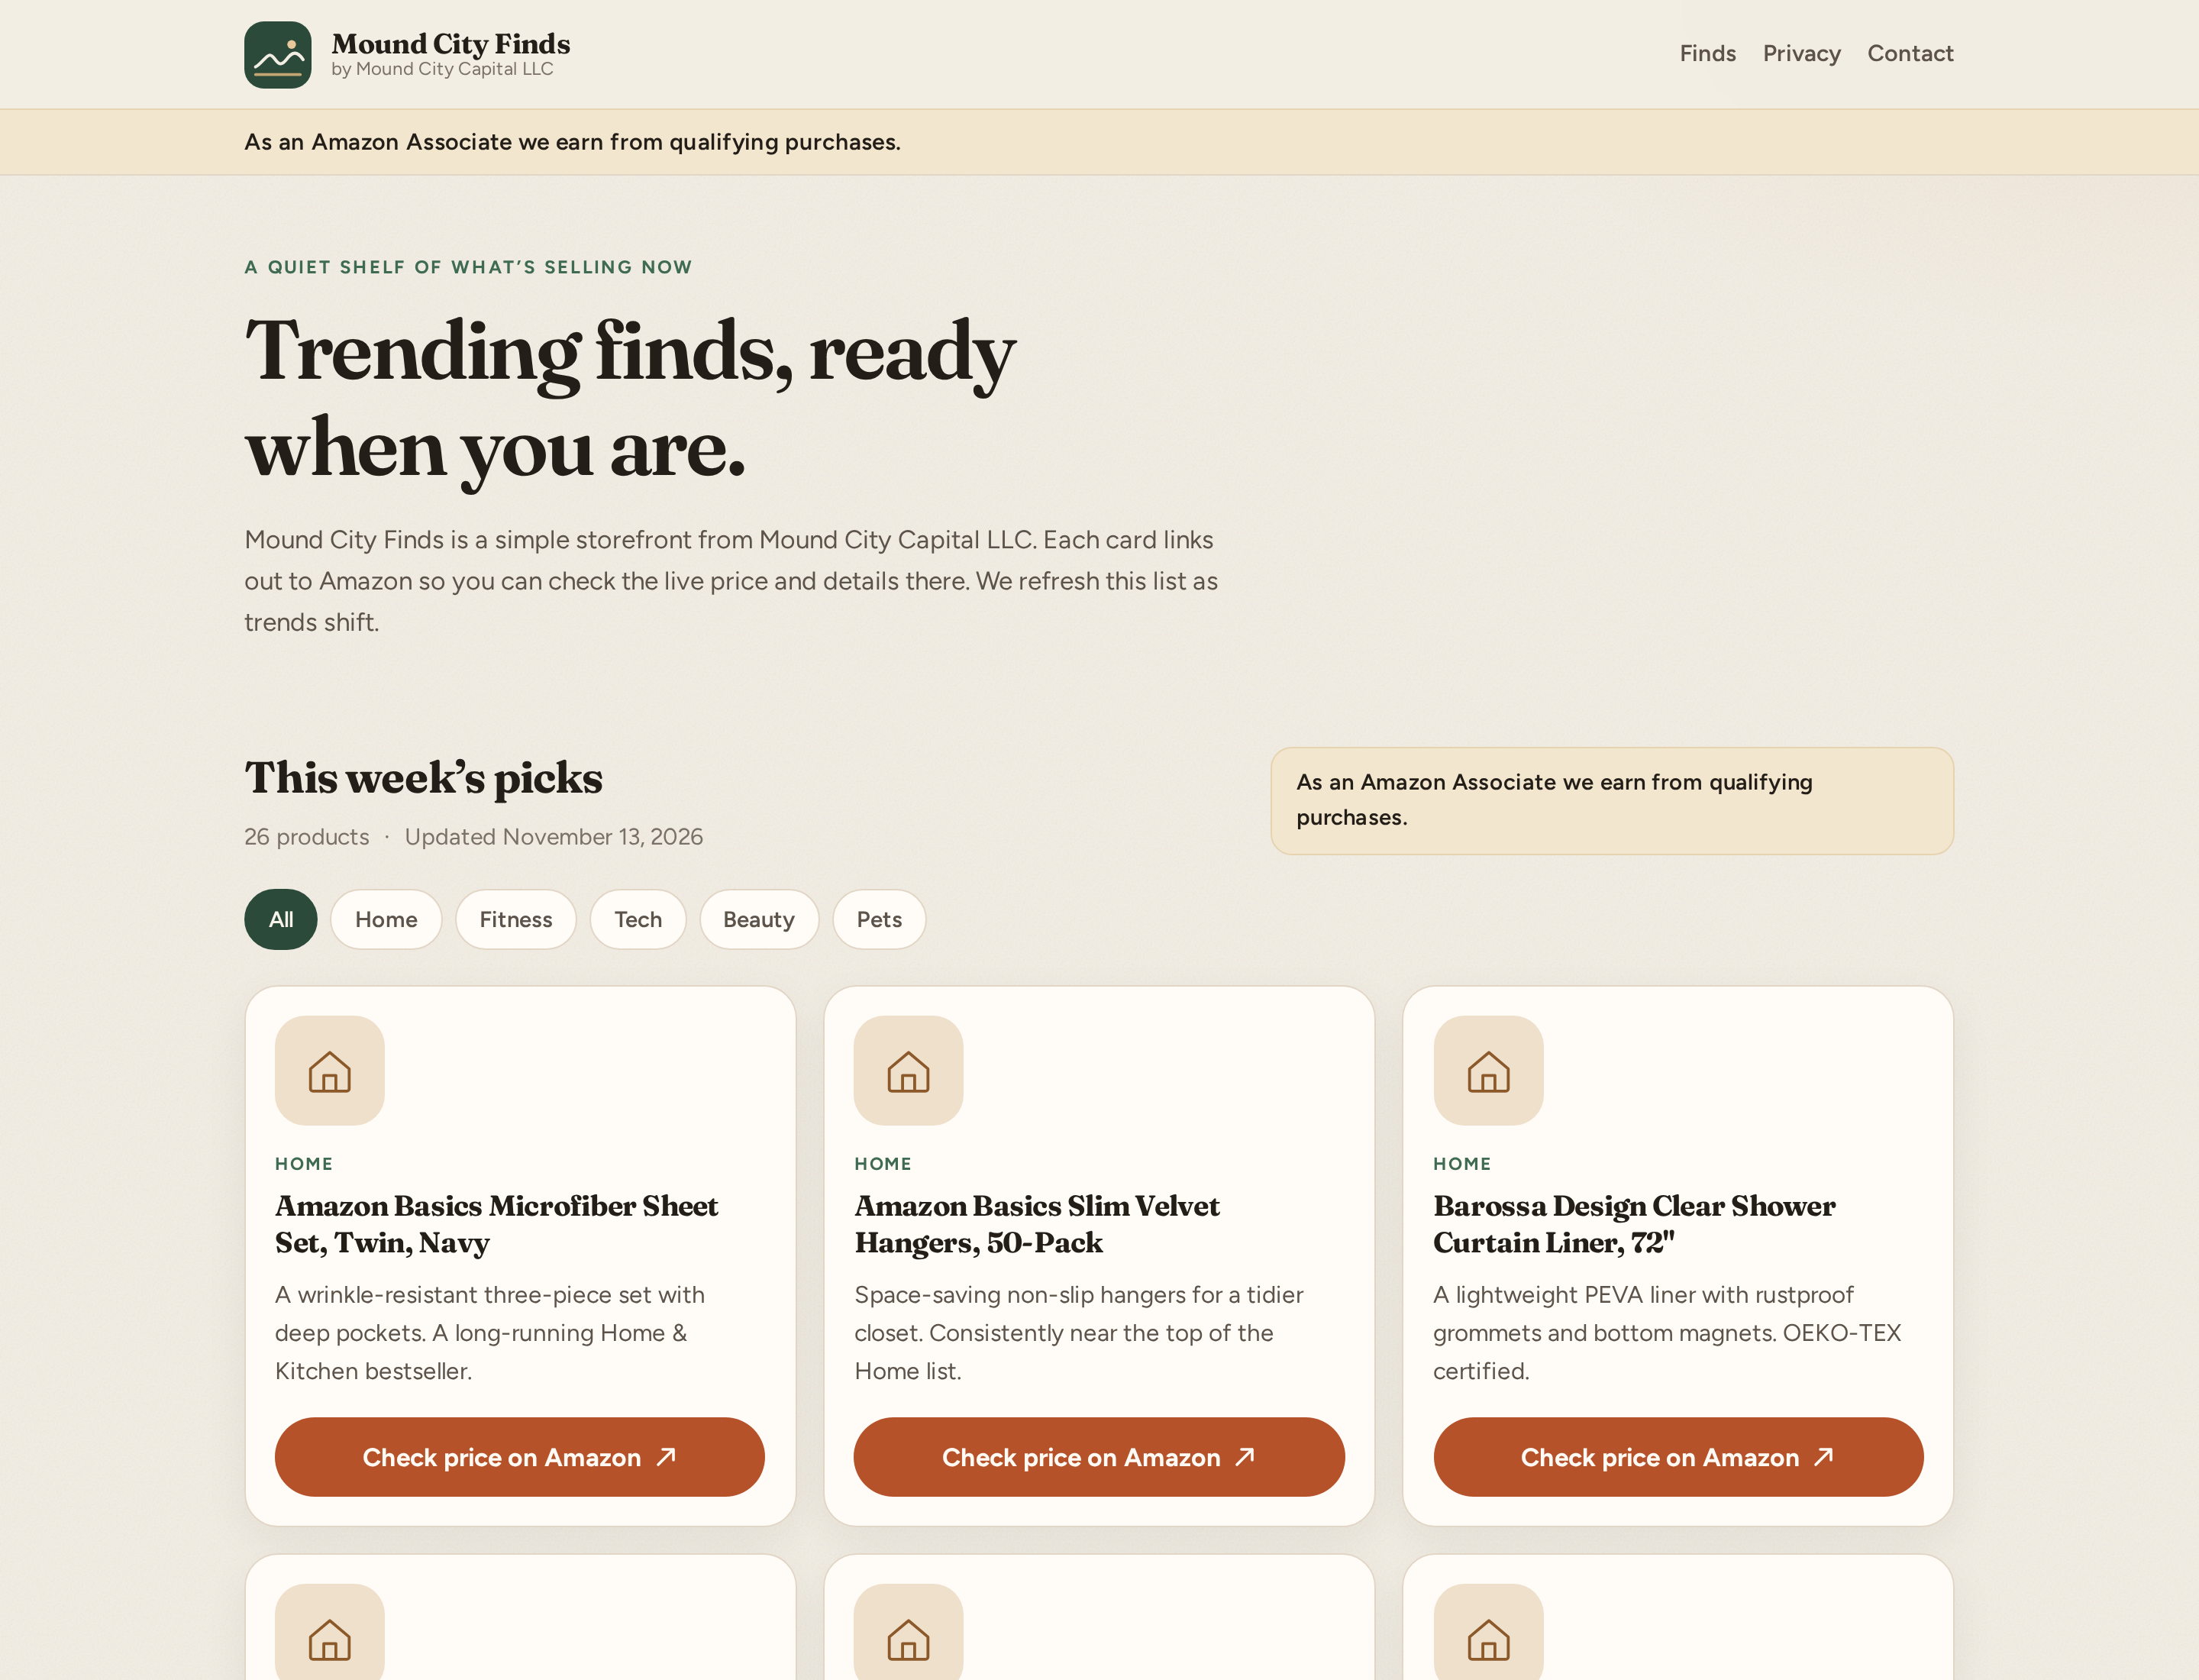 Mound City Finds
by Mound City Capital LLC
Finds Privacy Contact
As an Amazon Associate we earn from qualifying purchases.
A QUIET SHELF OF WHAT’S SELLING NOW
Trending finds, ready
when you are.
Mound City Finds is a simple storefront from Mound City Capital LLC. Each card links
out to Amazon so you can check the live price and details there. We refresh this list as
trends shift.
This week’s picks
26 products · Updated November 13, 2026
As an Amazon Associate we earn from qualifying
purchases.
All Home Fitness Tech Beauty Pets
HOME
Amazon Basics Microfiber Sheet
Set, Twin, Navy
A wrinkle-resistant three-piece set with
deep pockets. A long-running Home &
Kitchen bestseller.
Check price on Amazon
HOME
Amazon Basics Slim Velvet
Hangers, 50-Pack
Space-saving non-slip hangers for a tidier
closet. Consistently near the top of the
Home list.
Check price on Amazon
HOME
Barossa Design Clear Shower
Curtain Liner, 72"
A lightweight PEVA liner with rustproof
grommets and bottom magnets. OEKO-TEX
certified.
Check price on Amazon